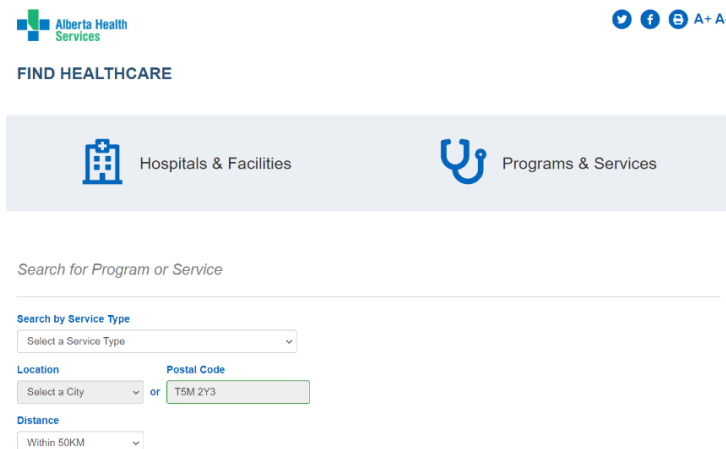 Alberta Health
Services
A+ A
FIND HEALTHCARE
Hospitals & Facilities
Programs & Services
Search for Program or Service
Search by Service Type
Select a Service Type
Location
Postal Code
Select a City
or
T5M 2Y3
Distance
Within 50KM